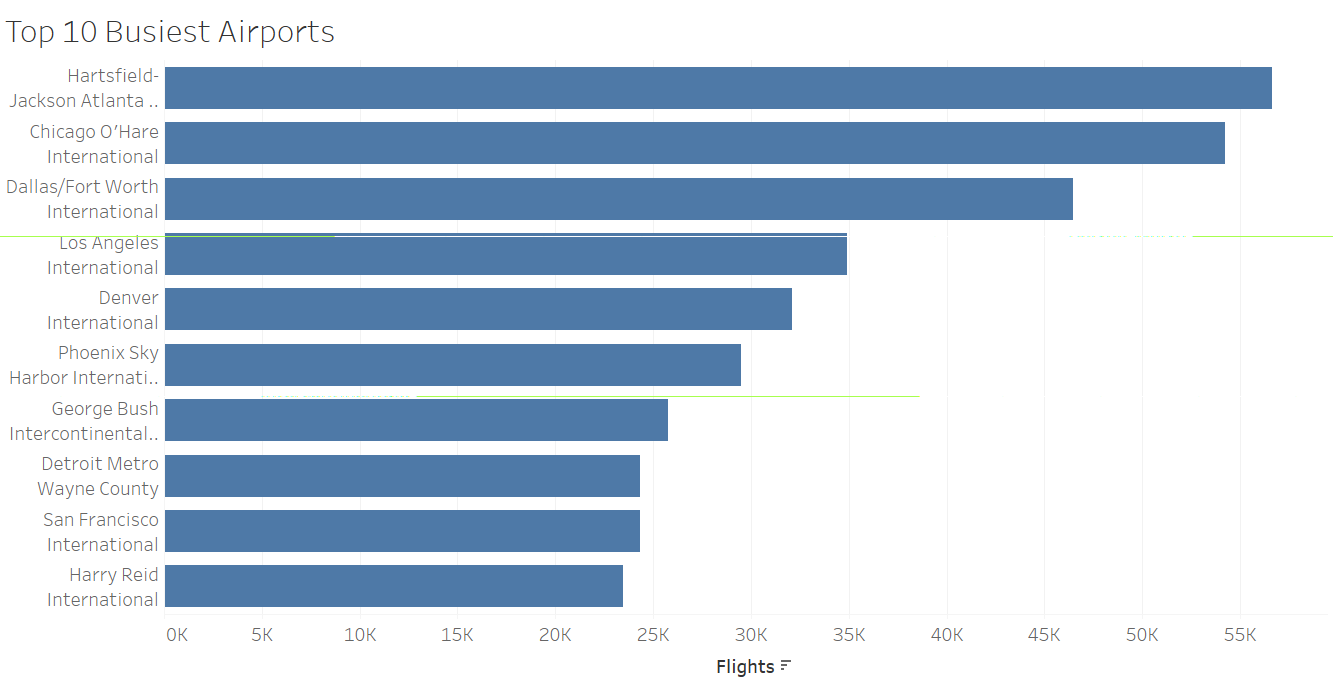 Top 10 Busiest Airports
Hartsfield-
Jackson Atlanta ..
Chicago O’Hare
International
Dallas/Fort Worth
International
Los Angeles
International
Denver
International
Phoenix Sky
Harbor Internati..
George Bush
Intercontinental..
Detroit Metro
Wayne County
San Francisco
International
Harry Reid
International
0K 5K 10K 15K 20K 25K 30K 35K 40K 45K 50K 55K
Flights